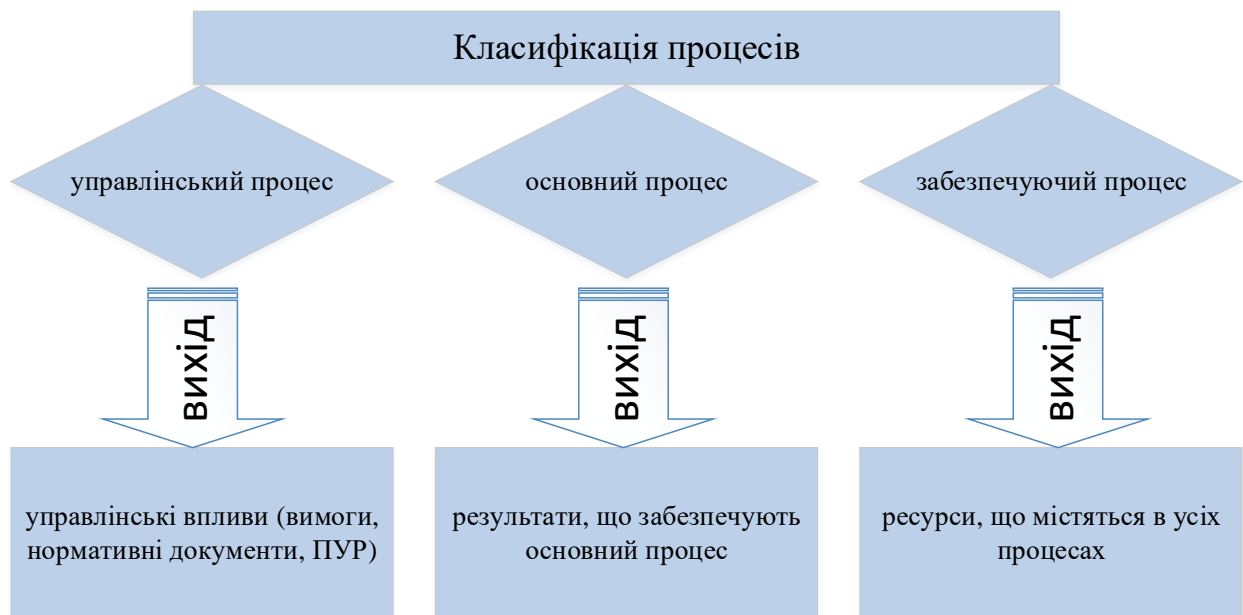 Класифікація процесів
управлінський процес
основний процес
забезпечуючий процес
вихід
вихід
вихід
управлінські впливи (вимоги,
нормативні документи, ПУР)
результати, що забезпечують
основний процес
ресурси, що містяться в усіх
процесах